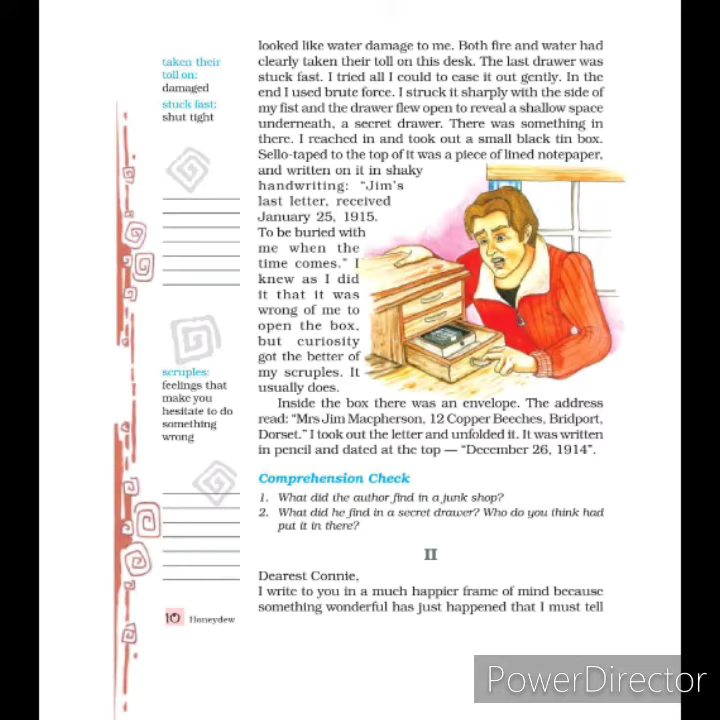 looked like water damage to me. Both fire and water had
clearly taken their toll on this desk. The last drawer was
stuck fast. I tried all I could to ease it out gently. In the
end I used brute force. I struck it sharply with the side of
my fist and the drawer flew open to reveal a shallow space
underneath, a secret drawer. There was something in
there. I reached in and took out a small black tin box.
Sello-taped to the top of it was a piece of lined notepaper,
and written on it in shaky
handwriting: "Jim's
last letter, received
January 25, 1915.
To be buried with
me when the
time comes." I
knew as I did
it that it was
wrong of me to
open the box,
but curiosity
got the better of
my scruples. It
usually does.
Inside the box there was an envelope. The address
read: "Mrs Jim Macpherson, 12 Copper Beeches, Bridport,
Dorset." I took out the letter and unfolded it. It was written
in pencil and dated at the top — "December 26, 1914".
taken their
toll on:
damaged
stuck fast:
shut tight
scruples:
feelings that
make you
hesitate to do
something
wrong
Comprehension Check
1. What did the author find in a junk shop?
2. What did he find in a secret drawer? Who do you think had
put it in there?
II
Dearest Connie,
I write to you in a much happier frame of mind because
something wonderful has just happened that I must tell
10 Honeydew
PowerDirector